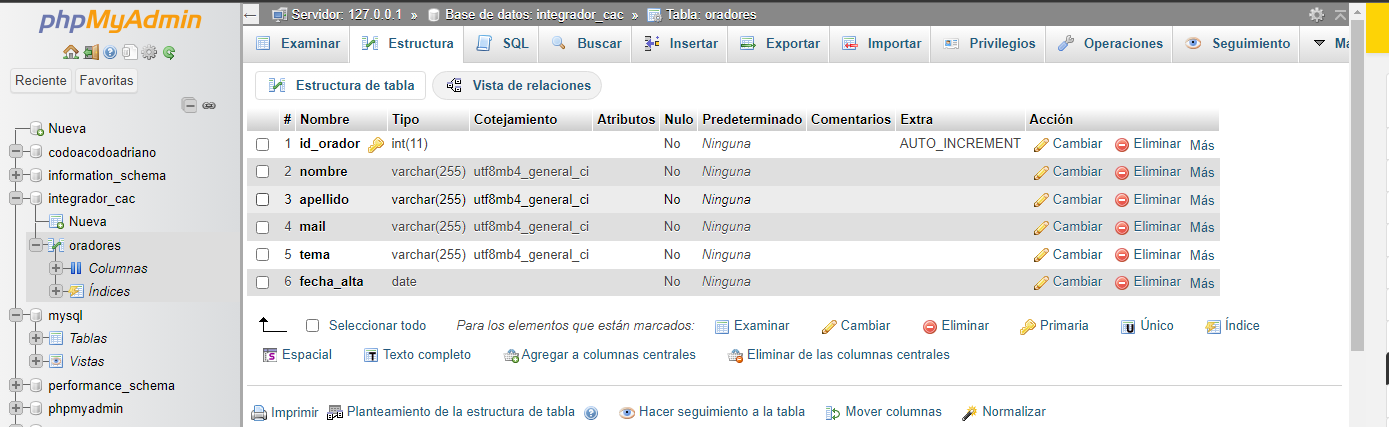 phpMyAdmin
Reciente Favoritas
Nueva
codoacodoadriano
information_schema
integrador_cac
Nueva
oradores
Columnas
Índices
mysql
Tablas
Vistas
performance_schema
phpmyadmin
Servidor: 127.0.0.1 » Base de datos: integrador_cac » Tabla: oradores
Examinar Estructura SQL Buscar Insertar Exportar Importar Privilegios Operaciones Seguimiento
Estructura de tabla Vista de relaciones
# Nombre Tipo Cotejamiento Atributos Nulo Predeterminado Comentarios Extra Acción
1 id_orador int(11) No Ninguna AUTO_INCREMENT Cambiar Eliminar Más
2 nombre varchar(255) utf8mb4_general_ci No Ninguna Cambiar Eliminar Más
3 apellido varchar(255) utf8mb4_general_ci No Ninguna Cambiar Eliminar Más
4 mail varchar(255) utf8mb4_general_ci No Ninguna Cambiar Eliminar Más
5 tema varchar(255) utf8mb4_general_ci No Ninguna Cambiar Eliminar Más
6 fecha_alta date No Ninguna Cambiar Eliminar Más
Seleccionar todo Para los elementos que están marcados: Examinar Cambiar Eliminar Primaria Único Índice
Espacial Texto completo Agregar a columnas centrales Eliminar de las columnas centrales
Imprimir Planteamiento de la estructura de tabla Hacer seguimiento a la tabla Mover columnas Normalizar